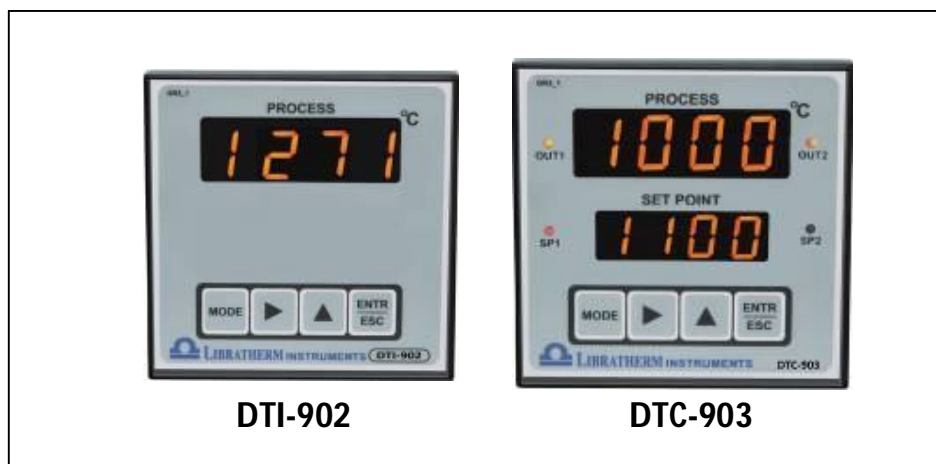 PROCESS
°C
1271
MODE
ENTR
ESC
LIBRATHERM INSTRUMENTS DTI-902
DTI-902
PROCESS
°C
1000
OUT1
OUT2
SET POINT
1100
SP1
SP2
MODE
ENTR
ESC
LIBRATHERM INSTRUMENTS DTC-903
DTC-903